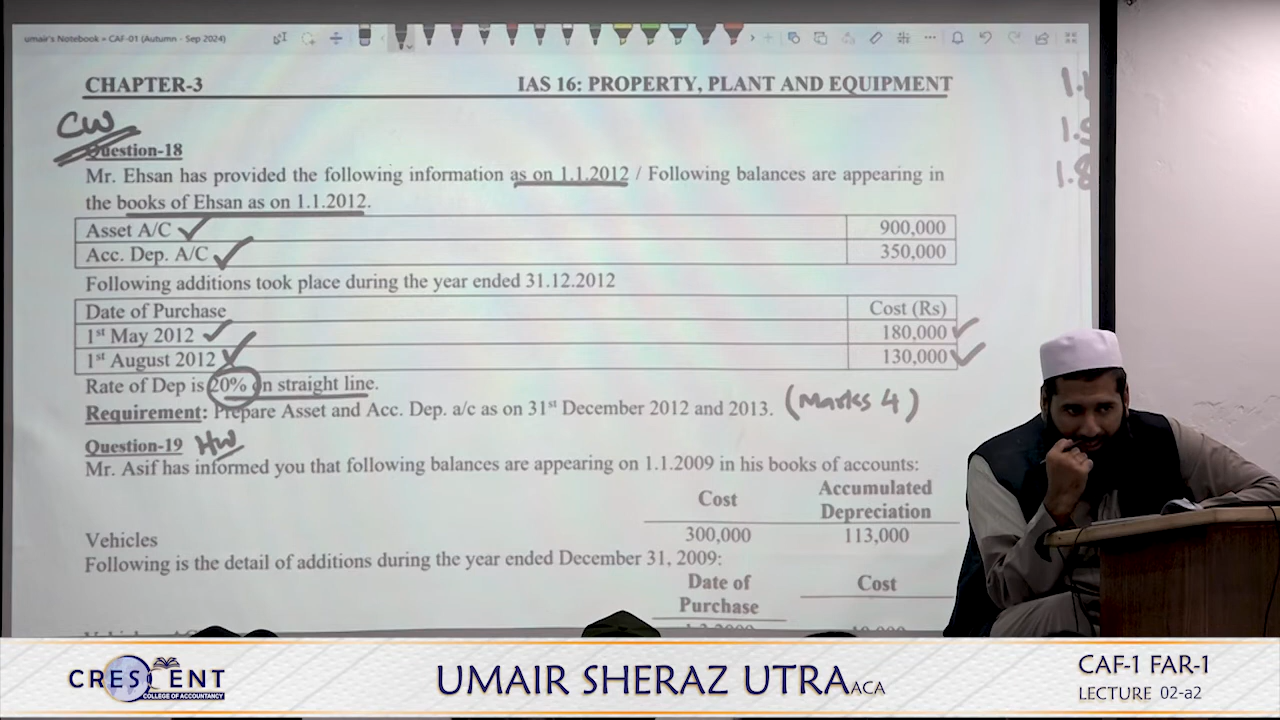 umair's Notebook » CAF-01 (Autumn - Sep 2024)
CHAPTER-3 IAS 16: PROPERTY, PLANT AND EQUIPMENT
CW
Question-18
Mr. Ehsan has provided the following information as on 1.1.2012 / Following balances are appearing in
the books of Ehsan as on 1.1.2012.
Asset A/C 900,000
Acc. Dep. A/C 350,000
Following additions took place during the year ended 31.12.2012
Date of Purchase Cost (Rs)
1st May 2012 180,000
1st August 2012 130,000
Rate of Dep is 20% on straight line.
Requirement: Prepare Asset and Acc. Dep. a/c as on 31st December 2012 and 2013. (Marks 4)
Question-19 HW
Mr. Asif has informed you that following balances are appearing on 1.1.2009 in his books of accounts:
Cost Accumulated
Depreciation
Vehicles 300,000 113,000
Following is the detail of additions during the year ended December 31, 2009:
Date of Cost
Purchase
CRESCENT
COLLEGE OF ACCOUNTANCY
UMAIR SHERAZ UTRA ACA
CAF-1 FAR-1
LECTURE 02-a2